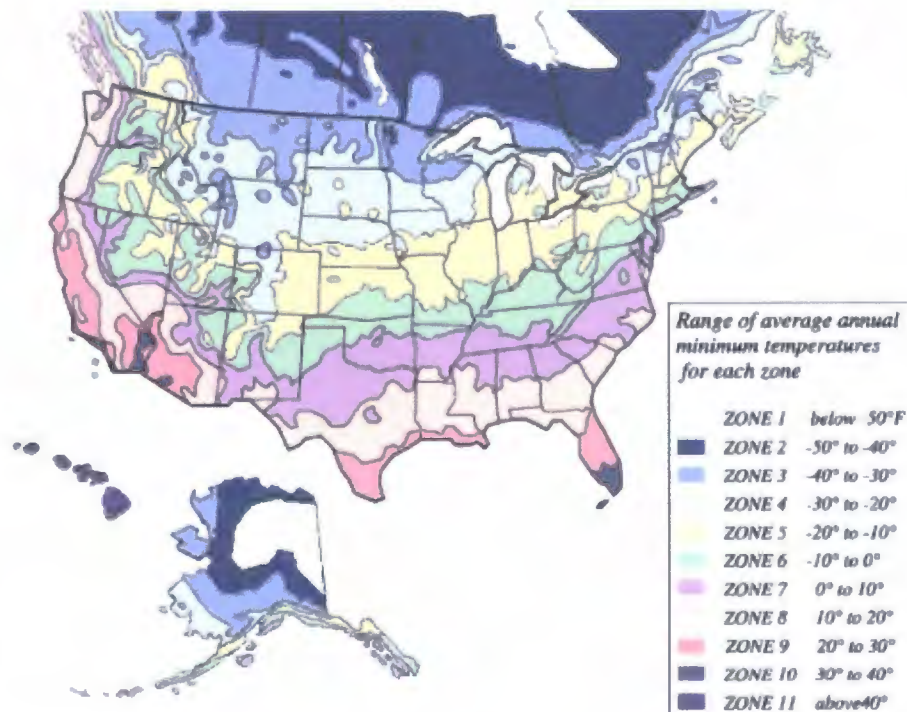 Range of average annual
minimum temperatures
for each zone
ZONE 1 below 50°F
ZONE 2 -50° to -40°
ZONE 3 -40° to -30°
ZONE 4 -30° to -20°
ZONE 5 -20° to -10°
ZONE 6 -10° to 0°
ZONE 7 0° to 10°
ZONE 8 10° to 20°
ZONE 9 20° to 30°
ZONE 10 30° to 40°
ZONE 11 above40°